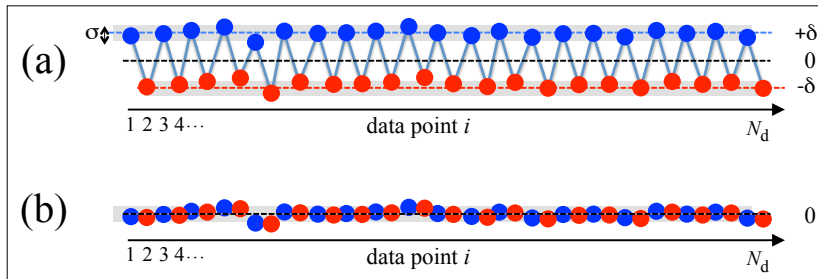 σ +δ
(a) 0
-δ
1 2 3 4⋯ data point i N_d
(b) 0
1 2 3 4⋯ data point i N_d